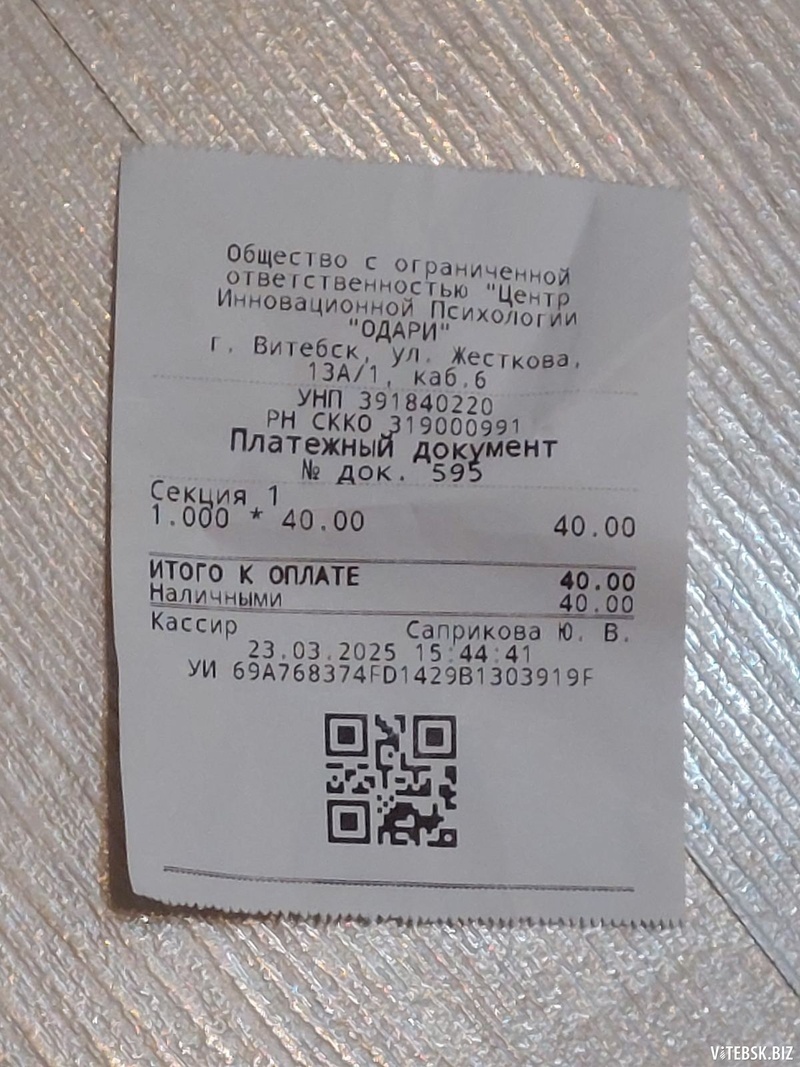 Общество с ограниченной
ответственностью "Центр
Инновационной Психологии
"ОДАРИ"
г. Витебск, ул. Жесткова,
13А/1, каб.6
УНП 391840220
РН СККО 319000991
Платежный документ
№ док. 595
Секция 1
1.000 * 40.00 40.00
ИТОГО К ОПЛАТЕ 40.00
Наличными 40.00
Кассир Саприкова Ю. В.
23.03.2025 15:44:41
УИ 69A768374FD1429B1303919F
VITEBSK.BIZ